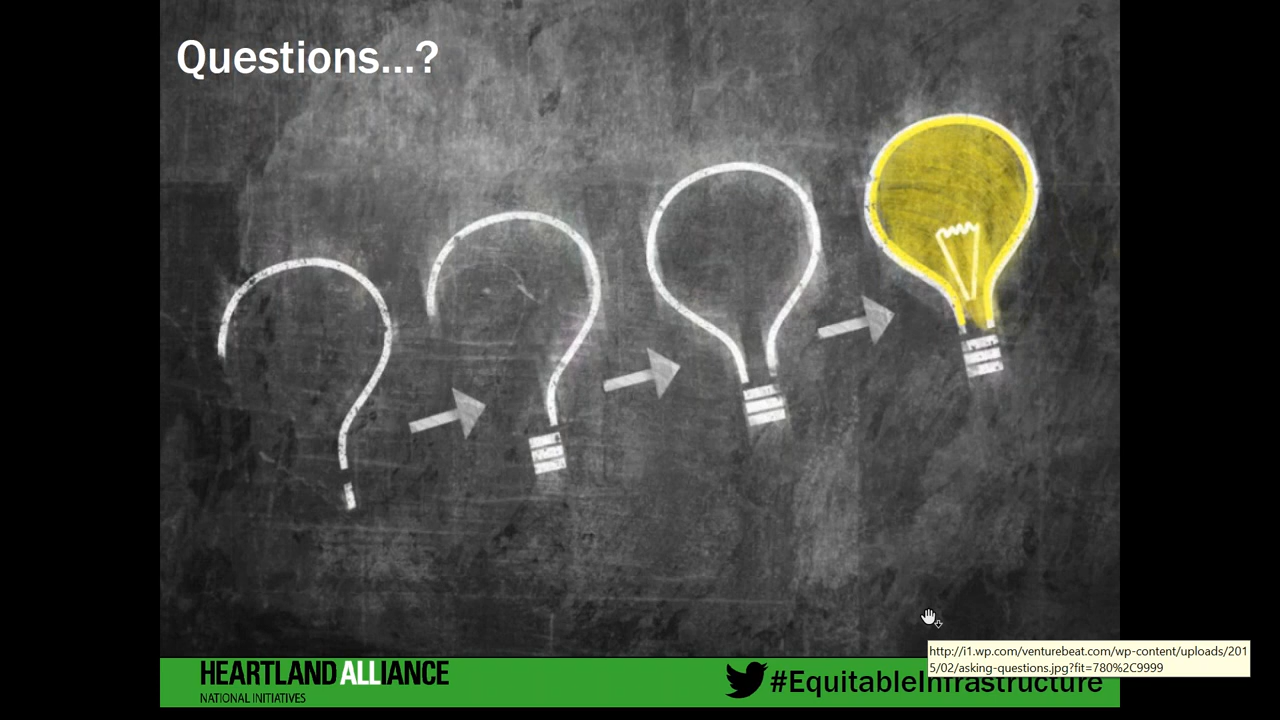 Questions...?
HEARTLAND ALLIANCE
NATIONAL INITIATIVES
#EquitableInfrastructure
http://i1.wp.com/venturebeat.com/wp-content/uploads/201
5/02/asking-questions.jpg?fit=780%2C9999